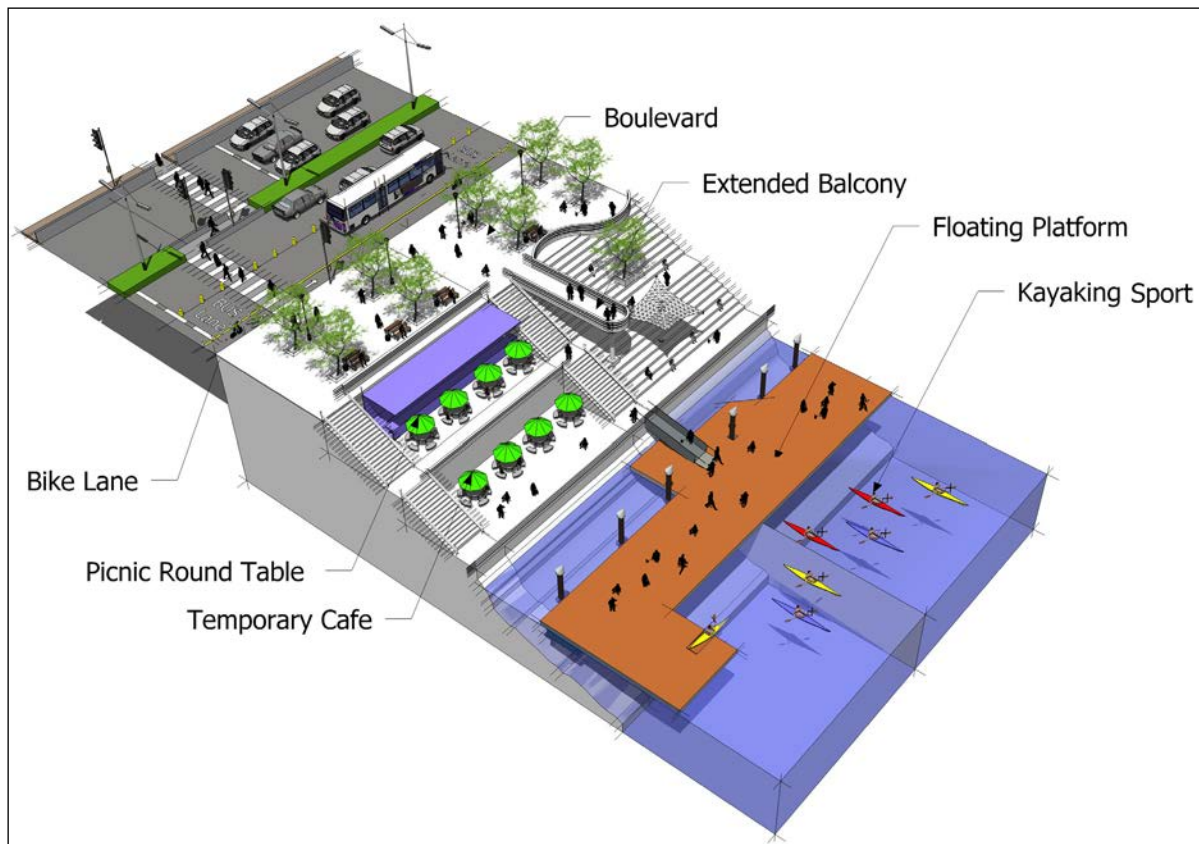 Boulevard
Extended Balcony
Floating Platform
Kayaking Sport
Bike Lane
Picnic Round Table
Temporary Cafe